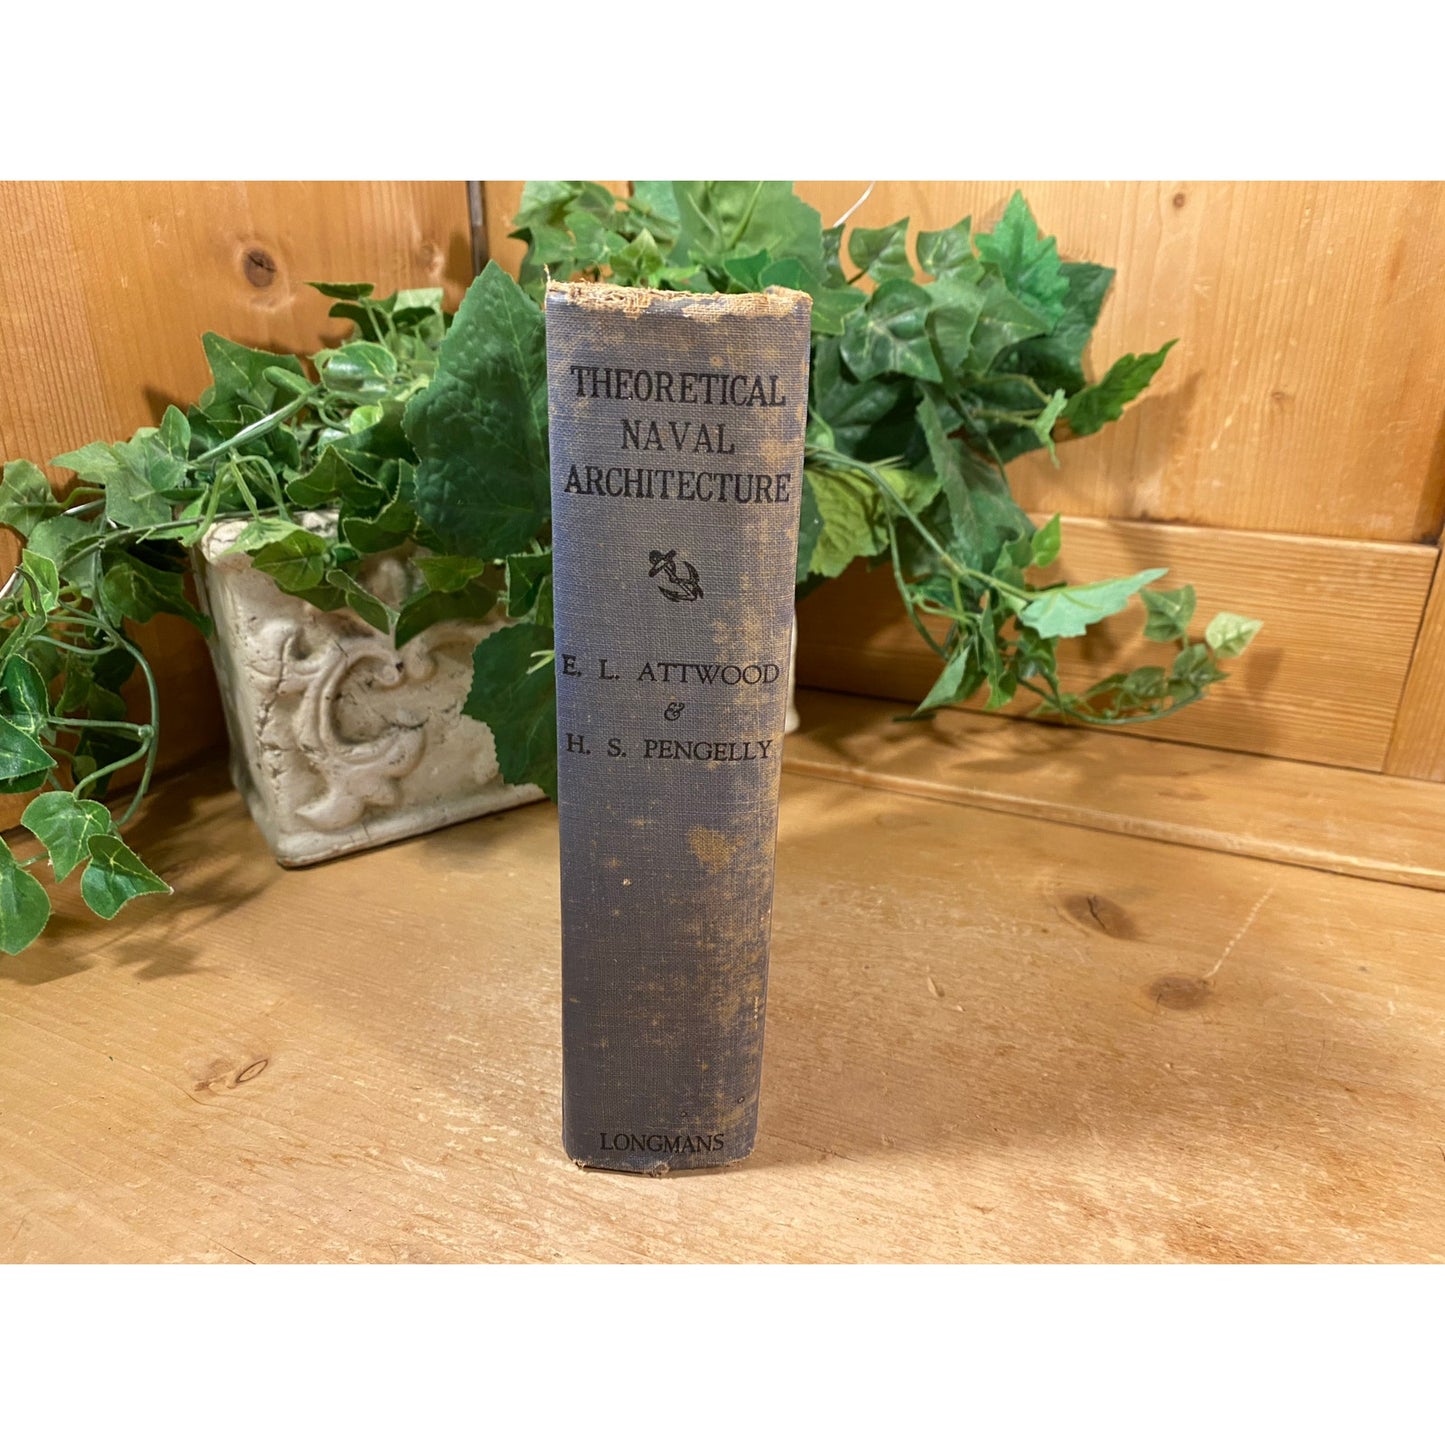 THEORETICAL
NAVAL
ARCHITECTURE
E. L. ATTWOOD
&
H. S. PENGELLY
LONGMANS